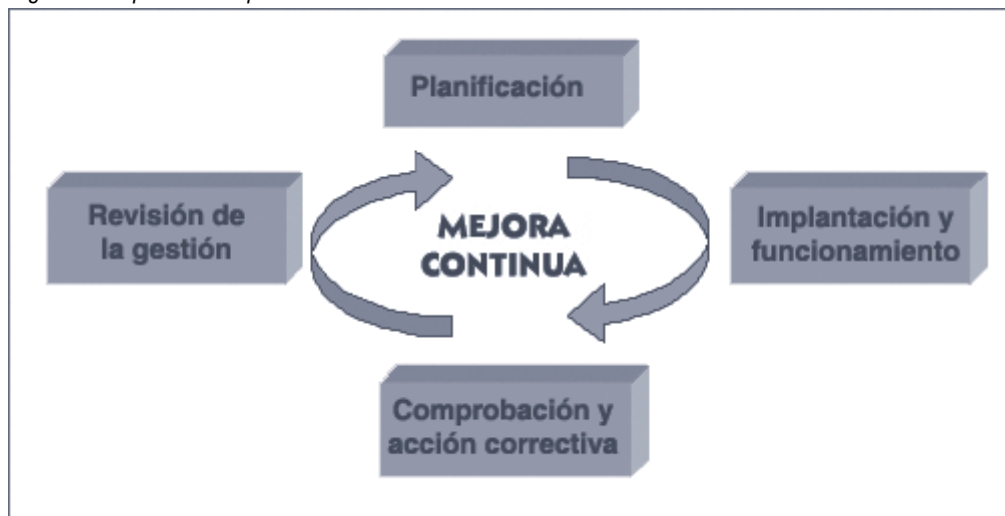 Planificación
Revisión de
la gestión
MEJORA
CONTINUA
Implantación y
funcionamiento
Comprobación y
acción correctiva